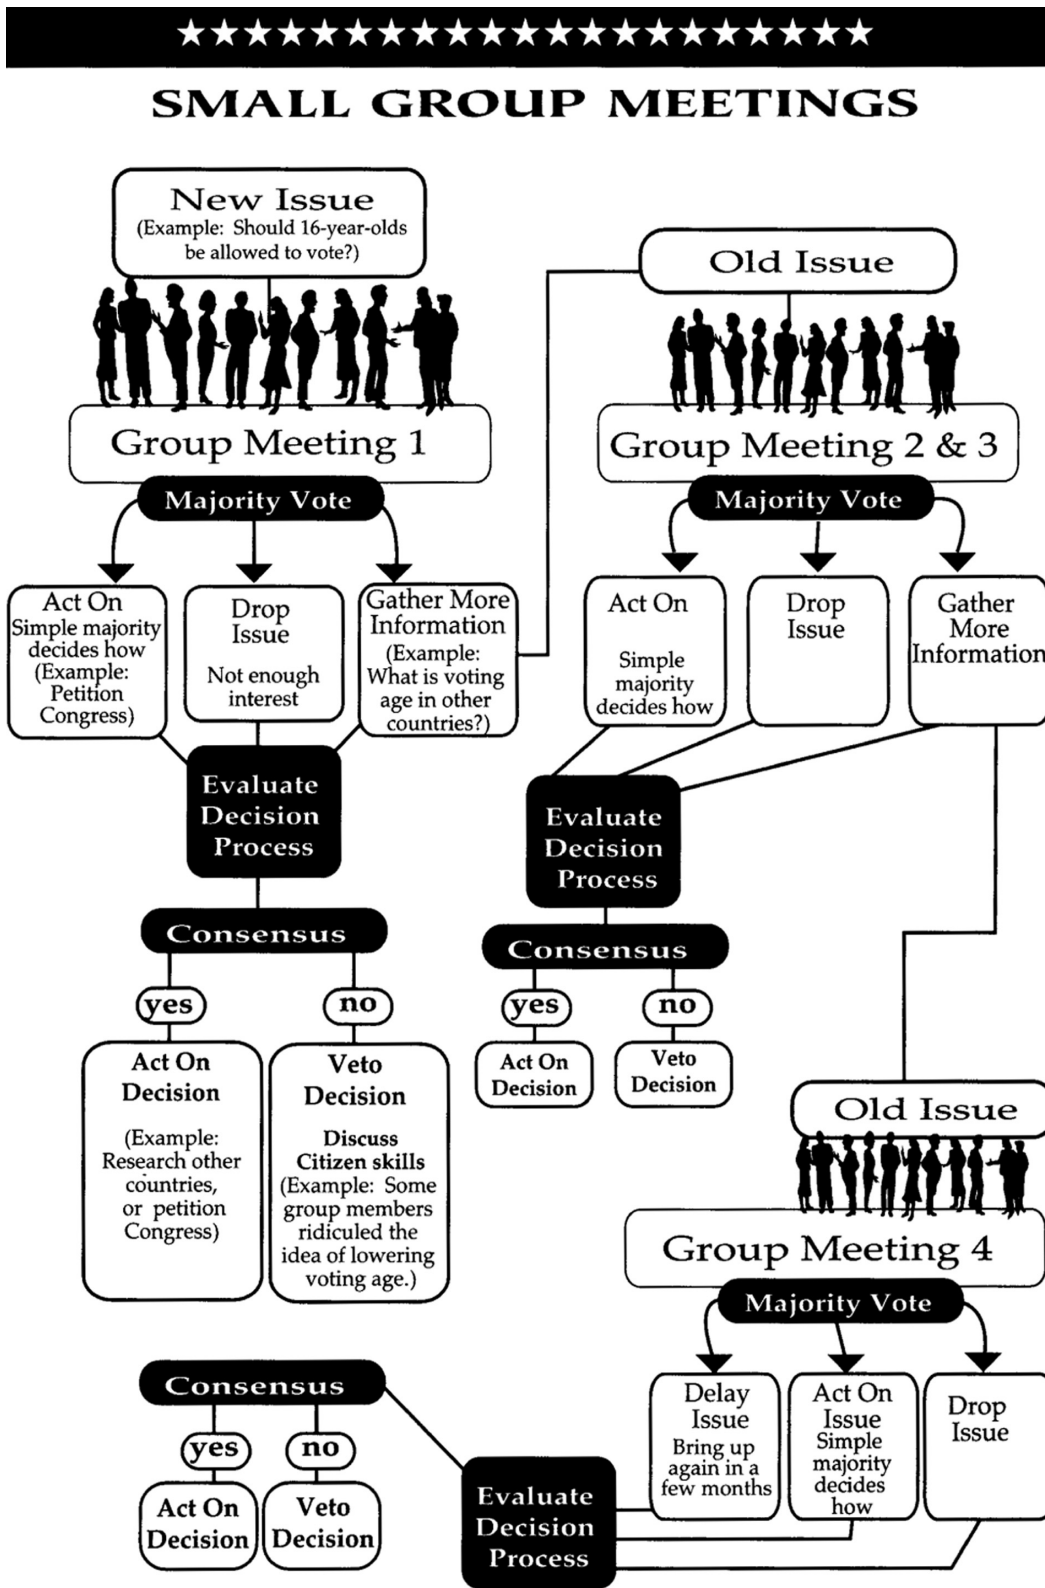 SMALL GROUP MEETINGS
New Issue
(Example: Should 16-year-olds
be allowed to vote?)
Group Meeting 1
Majority Vote
Act On
Simple majority
decides how
(Example:
Petition
Congress)
Drop
Issue
Not enough
interest
Gather More
Information
(Example:
What is voting
age in other
countries?)
Evaluate
Decision
Process
Consensus
yes
no
Act On
Decision
(Example:
Research other
countries,
or petition
Congress)
Veto
Decision
Discuss
Citizen skills
(Example: Some
group members
ridiculed the
idea of lowering
voting age.)
Old Issue
Group Meeting 2 & 3
Majority Vote
Act On
Simple
majority
decides how
Drop
Issue
Gather
More
Information
Evaluate
Decision
Process
Consensus
yes
no
Act On
Decision
Veto
Decision
Old Issue
Group Meeting 4
Majority Vote
Delay
Issue
Bring up
again in a
few months
Act On
Issue
Simple
majority
decides
how
Drop
Issue
Evaluate
Decision
Process
Consensus
yes
no
Act On
Decision
Veto
Decision